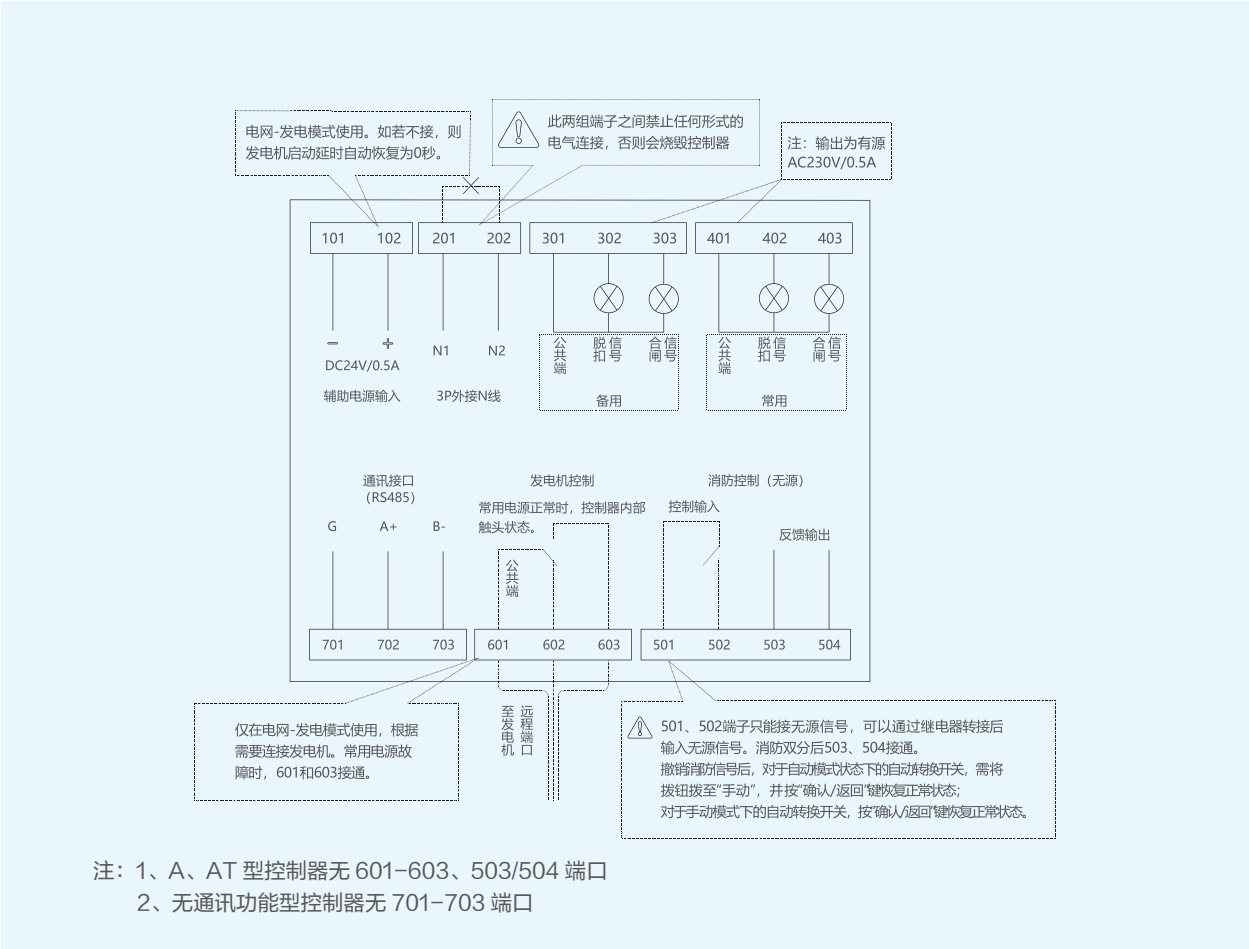 电网-发电模式使用。如若不接，则
发电机启动延时自动恢复为0秒。
此两组端子之间禁止任何形式的
电气连接，否则会烧毁控制器
注：输出为有源
AC230V/0.5A
101 102 201 202 301 302 303 401 402 403
− +
DC24V/0.5A
辅助电源输入
N1 N2
3P外接N线
公共端
脱扣
信号
合闸
信号
备用
公共端
脱扣
信号
合闸
信号
常用
通讯接口
（RS485）
G A+ B-
发电机控制
常用电源正常时，控制器内部
触头状态。
公共端
消防控制（无源）
控制输入
反馈输出
701 702 703 601 602 603 501 502 503 504
仅在电网-发电模式使用，根据
需要连接发电机。常用电源故
障时，601和603接通。
至发电机
远程端口
501、502端子只能接无源信号，可以通过继电器转接后
输入无源信号。消防双分后503、504接通。
撤销消防信号后，对于自动模式状态下的自动转换开关，需将
拨钮拨至“手动”，并按“确认/返回”键恢复正常状态；
对于手动模式下的自动转换开关，按“确认/返回”键恢复正常状态。
注：1、A、AT 型控制器无 601-603、503/504 端口
2、无通讯功能型控制器无 701-703 端口